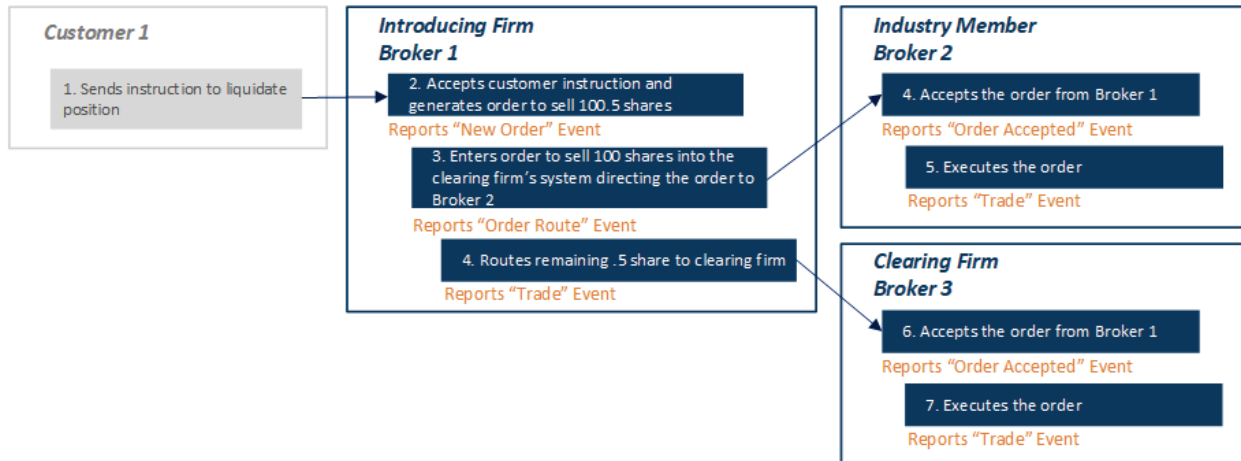 Customer 1
1. Sends instruction to liquidate
position
Introducing Firm
Broker 1
2. Accepts customer instruction and
generates order to sell 100.5 shares
Reports “New Order” Event
3. Enters order to sell 100 shares into the
clearing firm’s system directing the order to
Broker 2
Reports “Order Route” Event
4. Routes remaining .5 share to clearing firm
Reports “Trade” Event
Industry Member
Broker 2
4. Accepts the order from Broker 1
Reports “Order Accepted” Event
5. Executes the order
Reports “Trade” Event
Clearing Firm
Broker 3
6. Accepts the order from Broker 1
Reports “Order Accepted” Event
7. Executes the order
Reports “Trade” Event